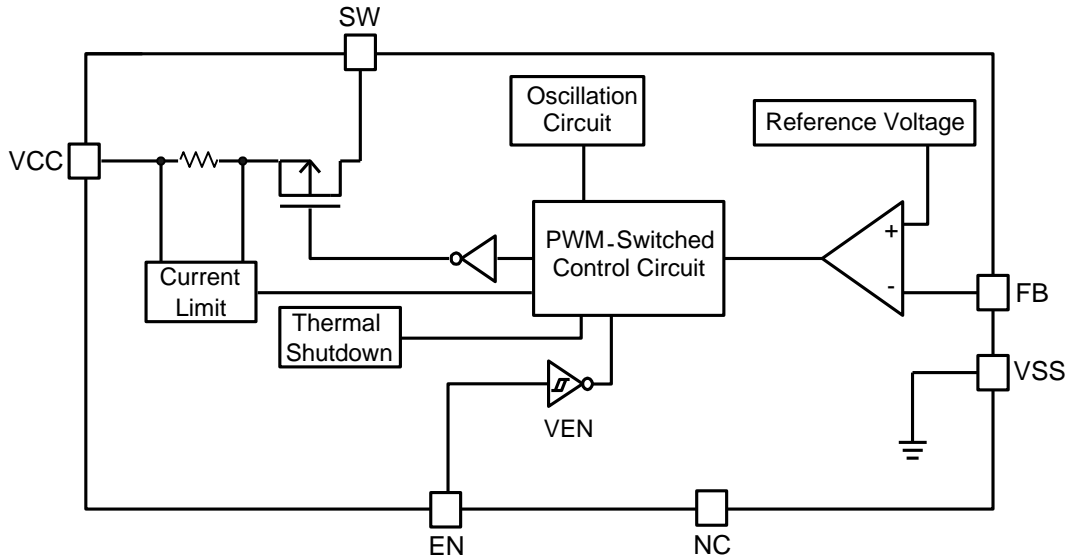 SW
Oscillation
Circuit
Reference Voltage
VCC
+
PWM-Switched
Control Circuit
Current
Limit
-
FB
Thermal
Shutdown
VSS
VEN
EN
NC